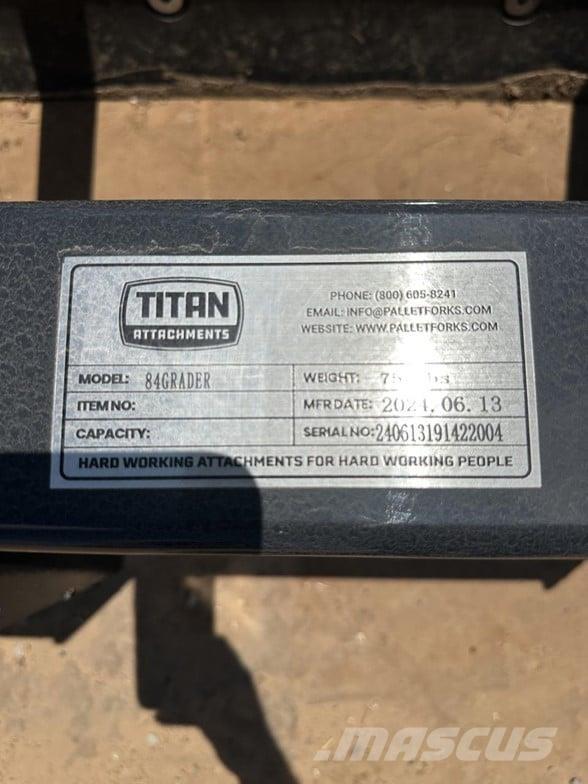 TITAN
ATTACHMENTS
PHONE: (800) 605-8241
EMAIL: INFO@PALLETFORKS.COM
WEBSITE: WWW.PALLETFORKS.COM
MODEL: 84GRADER
WEIGHT:
ITEM NO:
MFR DATE: 2024.06.13
CAPACITY:
SERIAL NO: 240613191422004
HARD WORKING ATTACHMENTS FOR HARD WORKING PEOPLE
MASCUS